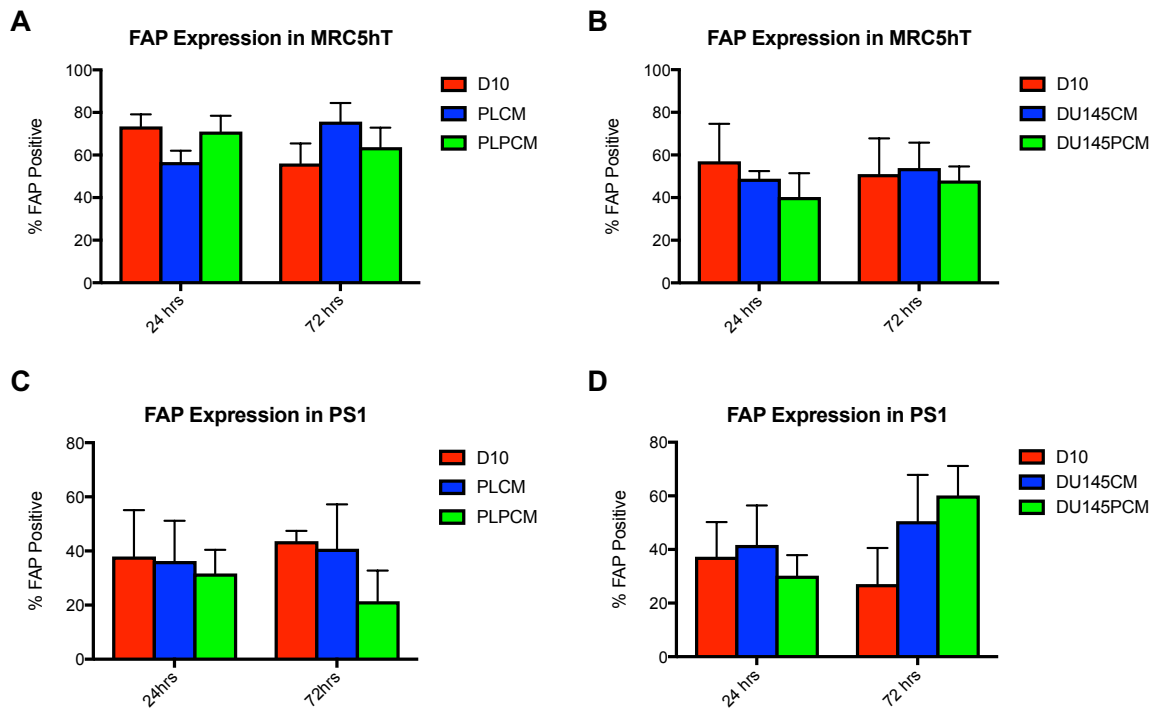 A
FAP Expression in MRC5hT
% FAP Positive
100
80
60
40
20
0
24 hrs
72 hrs
D10
PLCM
PLPCM
B
FAP Expression in MRC5hT
% FAP Positive
100
80
60
40
20
0
24 hrs
72 hrs
D10
DU145CM
DU145PCM
C
FAP Expression in PS1
% FAP Positive
80
60
40
20
0
24hrs
72hrs
D10
PLCM
PLPCM
D
FAP Expression in PS1
% FAP Positive
80
60
40
20
0
24 hrs
72 hrs
D10
DU145CM
DU145PCM